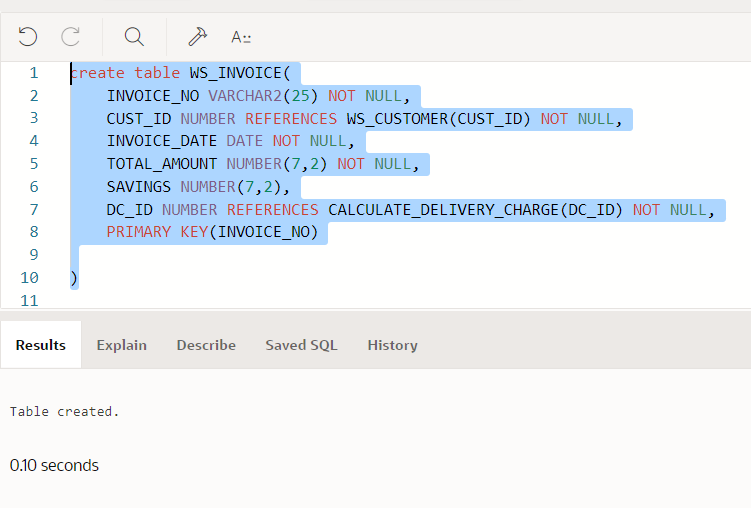 A::
1 create table WS_INVOICE(
2 INVOICE_NO VARCHAR2(25) NOT NULL,
3 CUST_ID NUMBER REFERENCES WS_CUSTOMER(CUST_ID) NOT NULL,
4 INVOICE_DATE DATE NOT NULL,
5 TOTAL_AMOUNT NUMBER(7,2) NOT NULL,
6 SAVINGS NUMBER(7,2),
7 DC_ID NUMBER REFERENCES CALCULATE_DELIVERY_CHARGE(DC_ID) NOT NULL,
8 PRIMARY KEY(INVOICE_NO)
9
10 )
11
Results Explain Describe Saved SQL History
Table created.
0.10 seconds